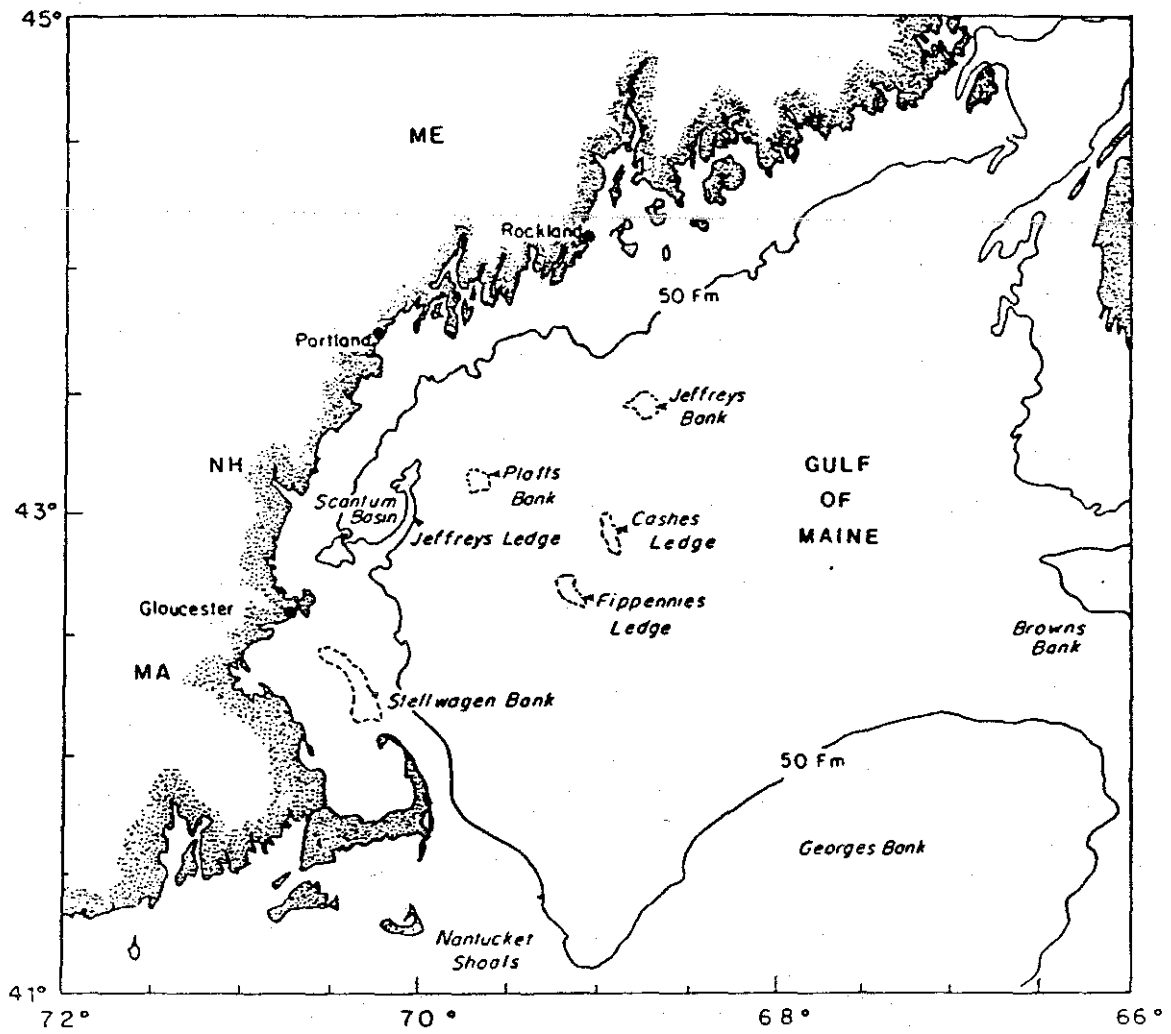 45°
ME
Rockland
50 Fm
Portland
Jeffreys
Bank
NH
Platts
Bank
GULF
OF
MAINE
Scantum
Basin
43°
Cashes
Ledge
Jeffreys Ledge
Gloucester
Fippennies
Ledge
Browns
Bank
MA
Stellwagen Bank
50 Fm
Georges Bank
Nantucket
Shoals
41°
72°
70°
68°
66°